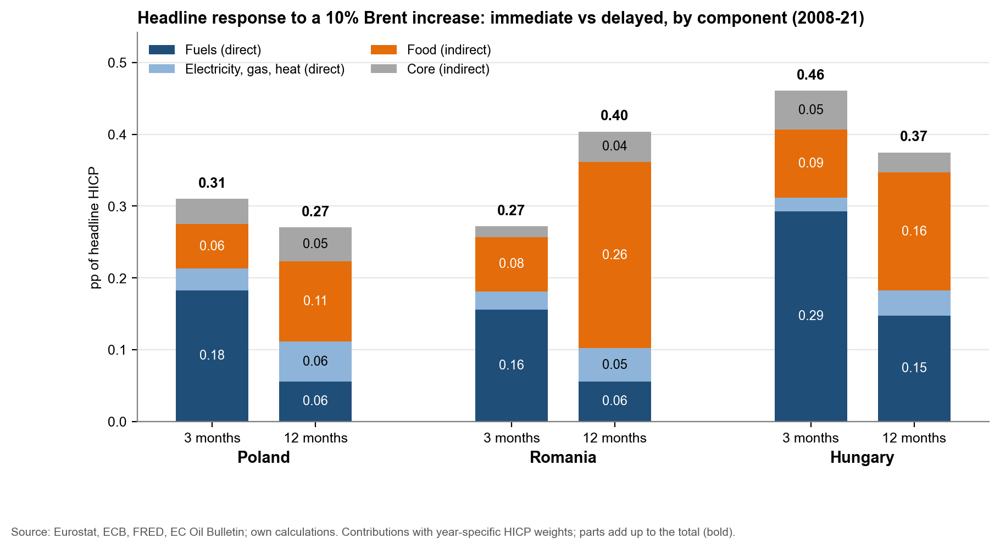 Headline response to a 10% Brent increase: immediate vs delayed, by component (2008-21)
Fuels (direct)
Electricity, gas, heat (direct)
Food (indirect)
Core (indirect)
pp of headline HICP
0.5
0.4
0.3
0.2
0.1
0.0
0.31
0.06
0.18
0.27
0.05
0.11
0.06
0.06
0.27
0.08
0.16
0.40
0.04
0.26
0.05
0.06
0.46
0.05
0.09
0.29
0.37
0.16
0.15
3 months
12 months
3 months
12 months
3 months
12 months
Poland
Romania
Hungary
Source: Eurostat, ECB, FRED, EC Oil Bulletin; own calculations. Contributions with year-specific HICP weights; parts add up to the total (bold).